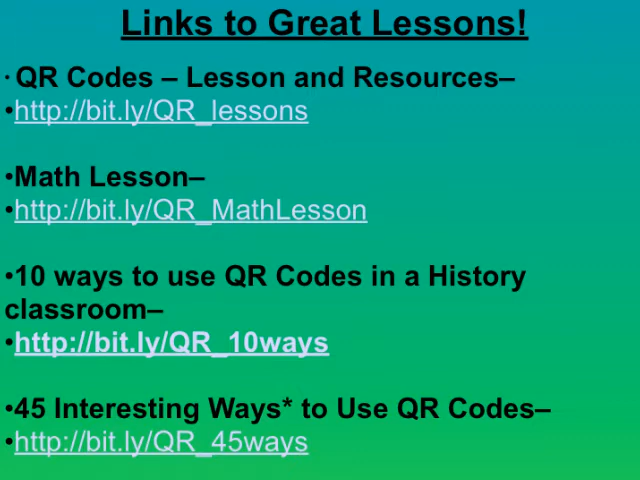 Links to Great Lessons!
• QR Codes – Lesson and Resources–
•http://bit.ly/QR_lessons
•Math Lesson–
•http://bit.ly/QR_MathLesson
•10 ways to use QR Codes in a History
classroom–
•http://bit.ly/QR_10ways
•45 Interesting Ways* to Use QR Codes–
•http://bit.ly/QR_45ways